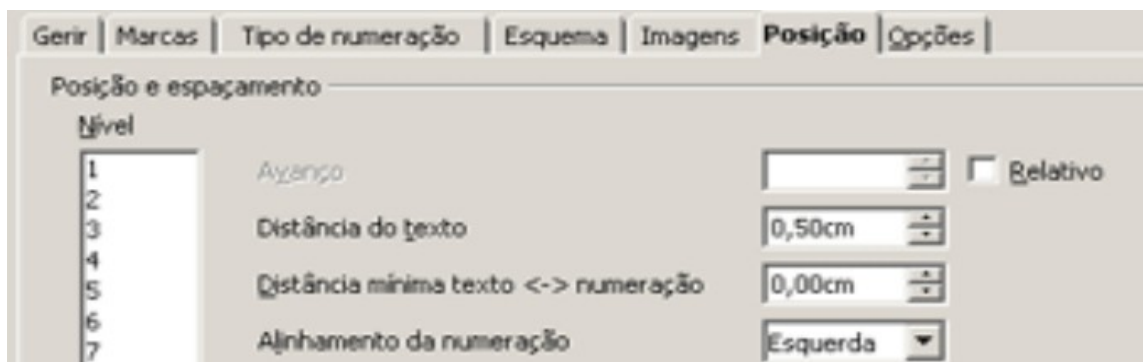 Gerir Marcas Tipo de numeração Esquema Imagens Posição Opções
Posição e espaçamento
Nível
1
Avanço Relativo
2
3
Distância do texto 0,50cm
4
5
Distância mínima texto <-> numeração 0,00cm
6
7
Alinhamento da numeração Esquerda